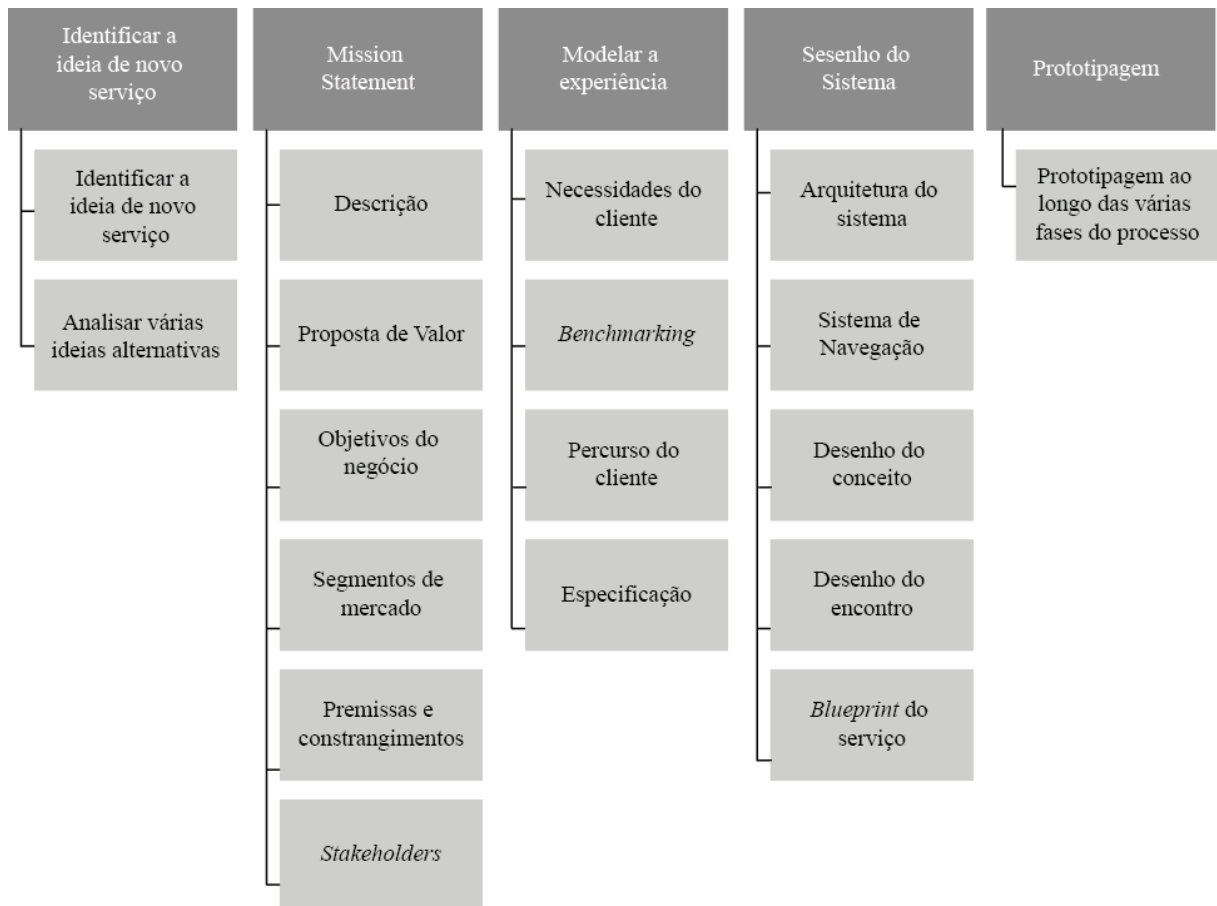 Identificar a
ideia de novo
serviço
Identificar a
ideia de novo
serviço
Analisar várias
ideias alternativas
Mission
Statement
Descrição
Proposta de Valor
Objetivos do
negócio
Segmentos de
mercado
Premissas e
constrangimentos
Stakeholders
Modelar a
experiência
Necessidades do
cliente
Benchmarking
Percurso do
cliente
Especificação
Sesenho do
Sistema
Arquitetura do
sistema
Sistema de
Navegação
Desenho do
conceito
Desenho do
encontro
Blueprint do
serviço
Prototipagem
Prototipagem ao
longo das várias
fases do processo